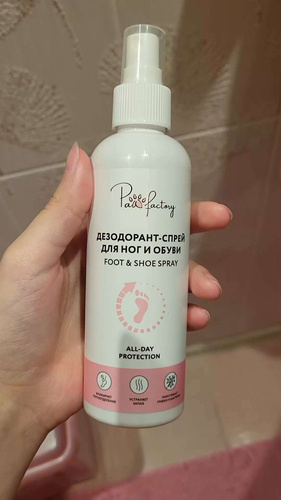 Paw factory
ДЕЗОДОРАНТ-СПРЕЙ
ДЛЯ НОГ И ОБУВИ
FOOT & SHOE SPRAY
ALL-DAY
PROTECTION
УСТРАНЯЕТ
ЗАПАХ